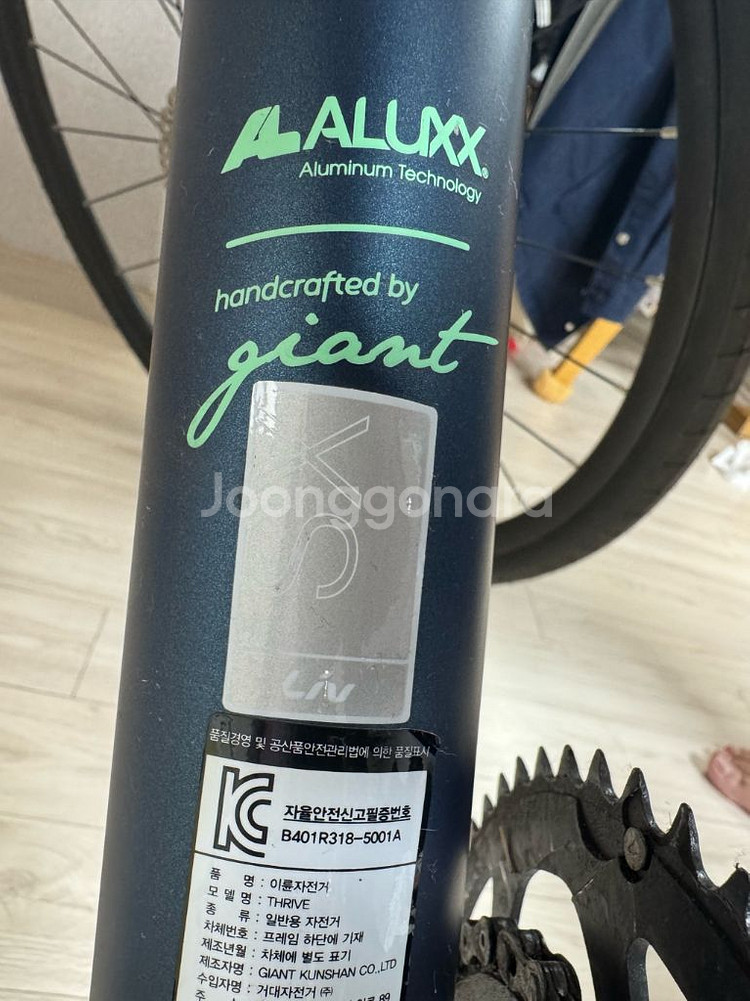 ALUXX
Aluminum Technology
handcrafted by
giant
XS
Joonggonara
Liv
품질경영 및 공산품안전관리법에 의한 품질표시
자율안전신고필증번호
B401R318-5001A
품 명 : 이륜자전거
모 델 명 : THRIVE
종 류 : 일반용 자전거
차체번호 : 프레임 하단에 기재
제조년월 : 차체에 별도 표기
제조자명 : GIANT KUNSHAN CO.,LTD
수입자명 : 거대자전거 ㈜
89